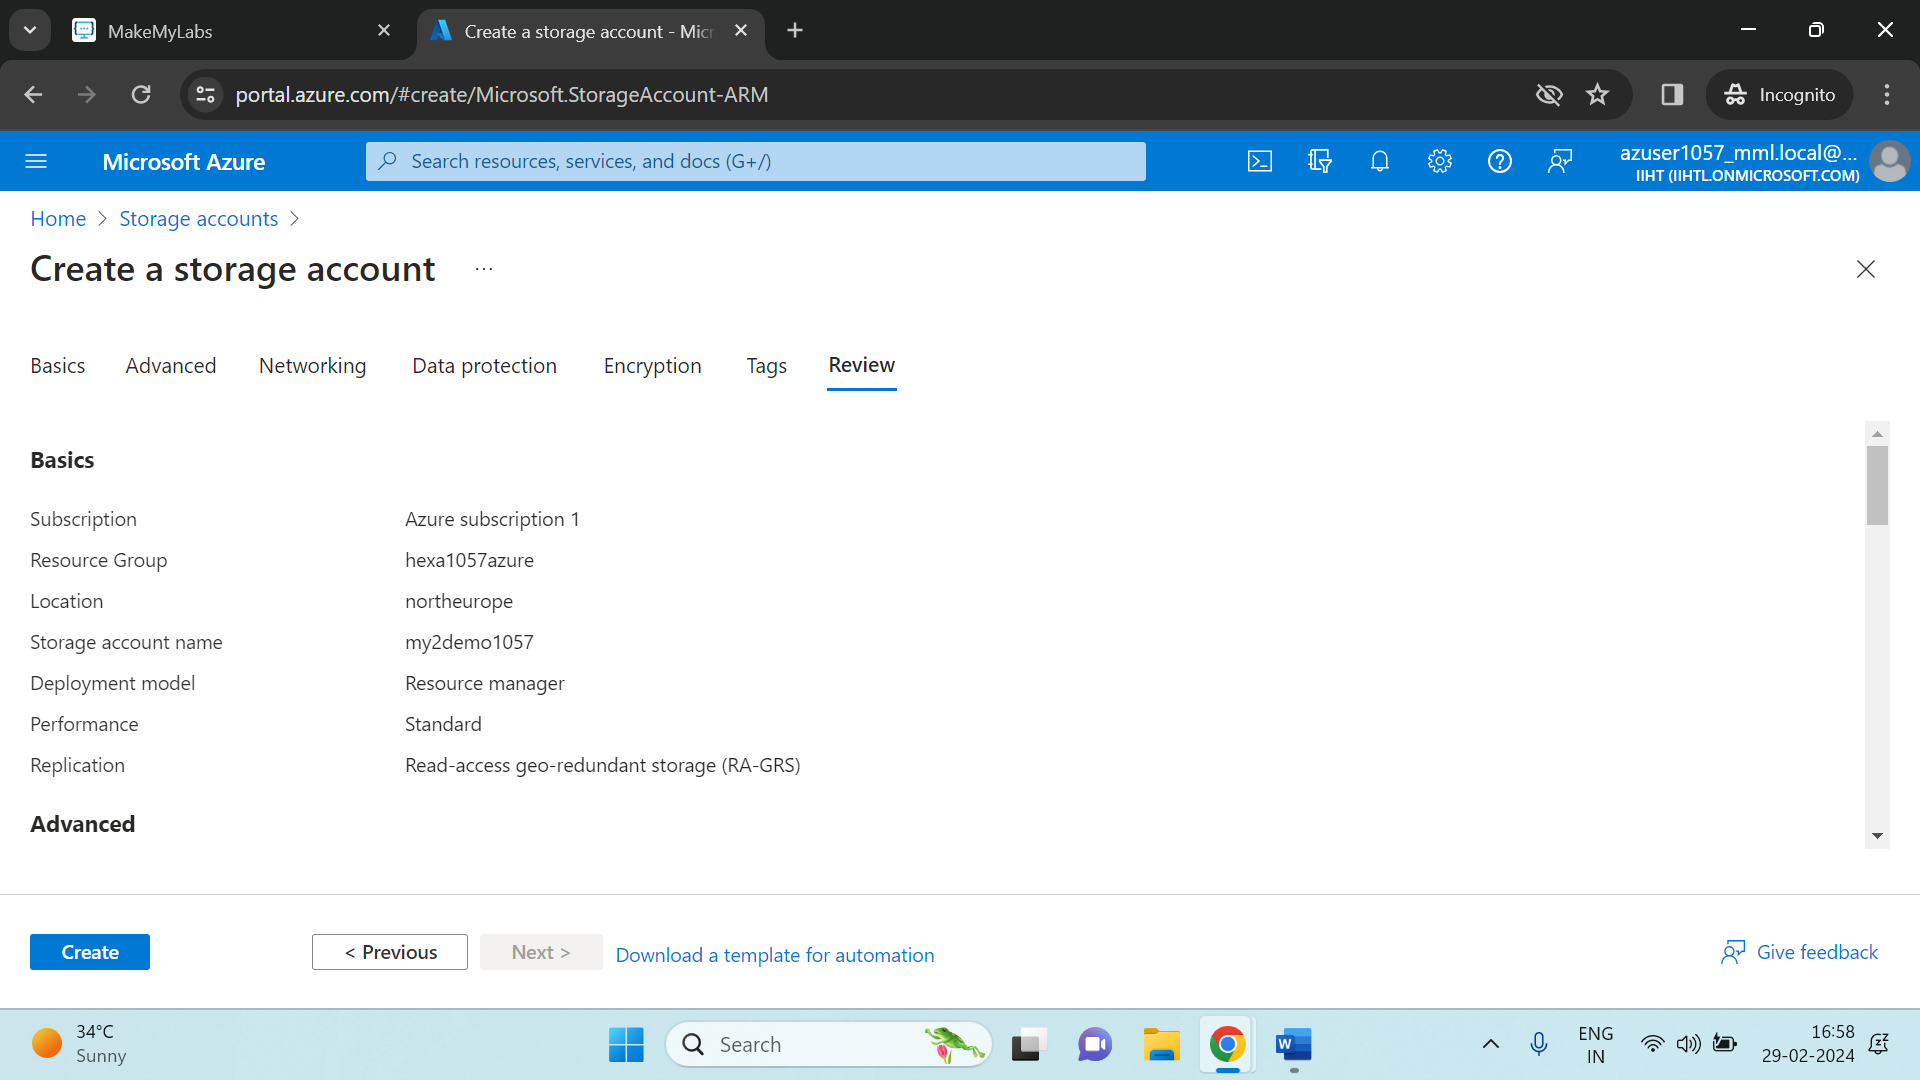 MakeMyLabs
Create a storage account - Micr
portal.azure.com/#create/Microsoft.StorageAccount-ARM
Incognito
Microsoft Azure
Search resources, services, and docs (G+/)
azuser1057_mml.local@...
IIHT (IIHTL.ONMICROSOFT.COM)
Home > Storage accounts >
Create a storage account ...
Basics Advanced Networking Data protection Encryption Tags Review
Basics
Subscription Azure subscription 1
Resource Group hexa1057azure
Location northeurope
Storage account name my2demo1057
Deployment model Resource manager
Performance Standard
Replication Read-access geo-redundant storage (RA-GRS)
Advanced
Create < Previous Next > Download a template for automation Give feedback
34°C
Sunny
Search
W
ENG
IN
16:58
29-02-2024